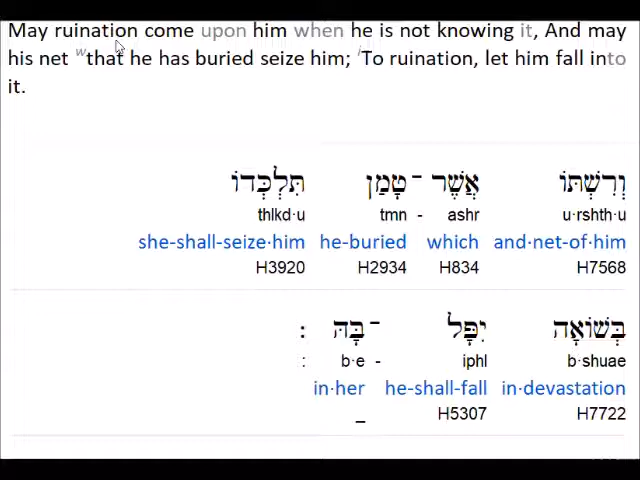 May ruination come upon him when he is not knowing it, And may
his net ʷthat he has buried seize him; ⁱTo ruination, let him fall into
it.
וְרִשְׁתּוֹ אֲשֶׁר־ טָמַן תִּלְכְּדוֹ
u·rshth·u ashr - tmn thlkd·u
and·net-of·him which he-buried she-shall-seize·him
H7568 H834 H2934 H3920
בְּשׁוֹאָה יִפָּל־ בָּהּ :
b·shuae iphl - b·e :
in·devastation he-shall-fall in·her
H7722 H5307 _